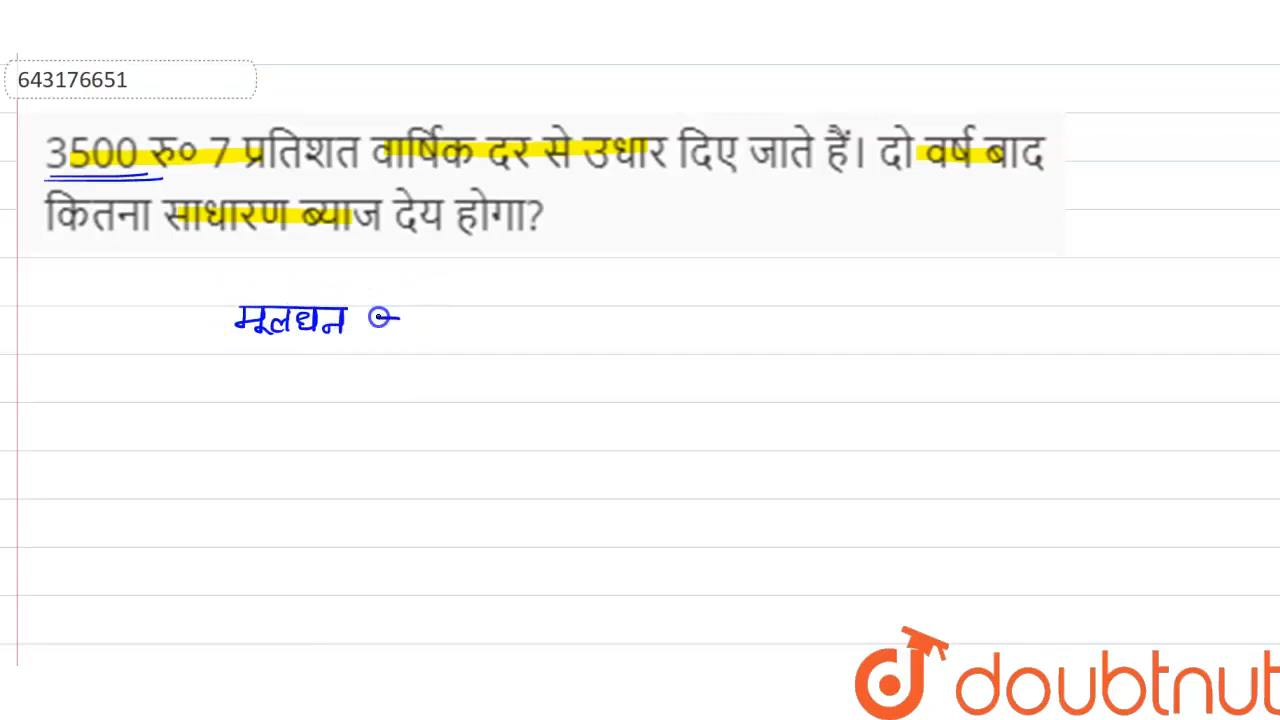 643176651
3500 रु० 7 प्रतिशत वार्षिक दर से उधार दिए जाते हैं। दो वर्ष बाद
कितना साधारण ब्याज देय होगा?
मूलधन
doubtnut